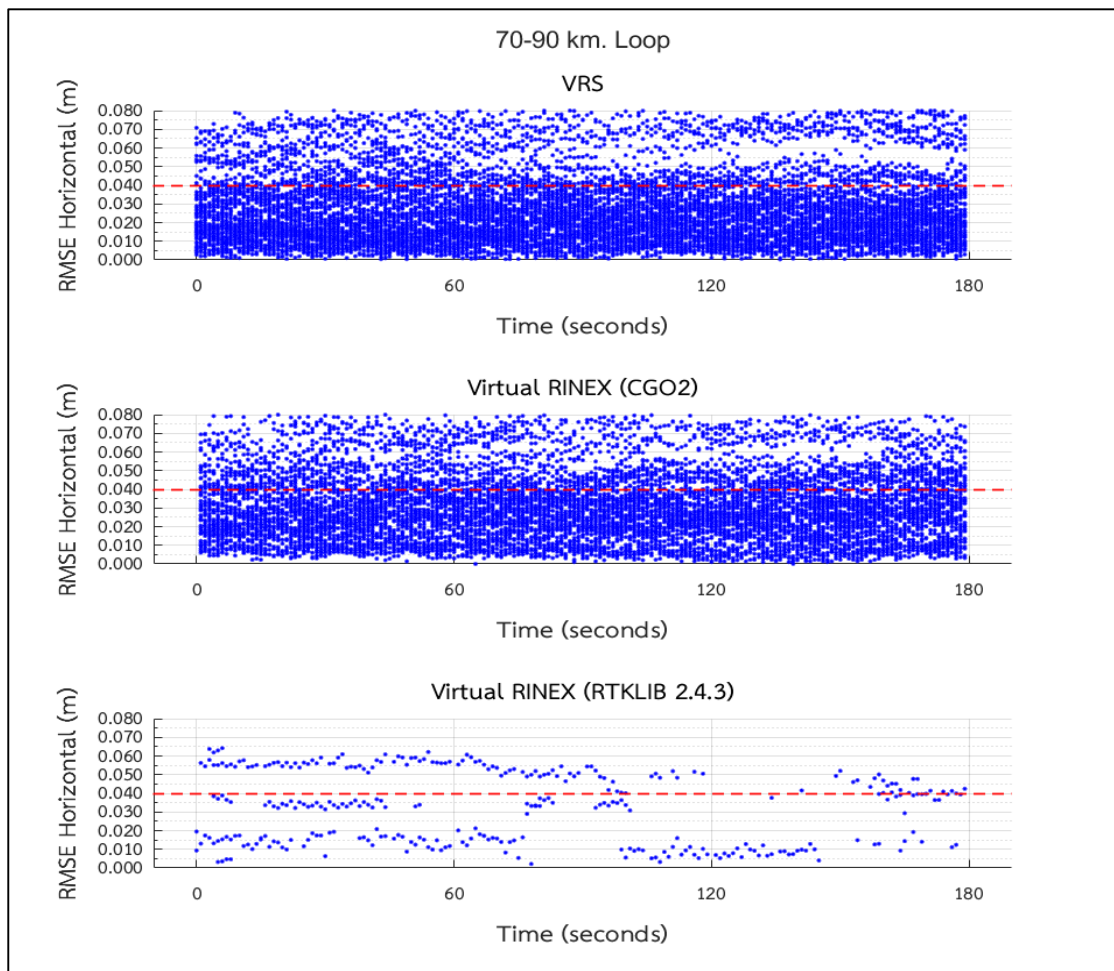 70-90 km. Loop
VRS
RMSE Horizontal (m)
0.080
0.070
0.060
0.050
0.040
0.030
0.020
0.010
0.000
0 60 120 180
Time (seconds)
Virtual RINEX (CGO2)
RMSE Horizontal (m)
0.080
0.070
0.060
0.050
0.040
0.030
0.020
0.010
0.000
0 60 120 180
Time (seconds)
Virtual RINEX (RTKLIB 2.4.3)
RMSE Horizontal (m)
0.080
0.070
0.060
0.050
0.040
0.030
0.020
0.010
0.000
0 60 120 180
Time (seconds)